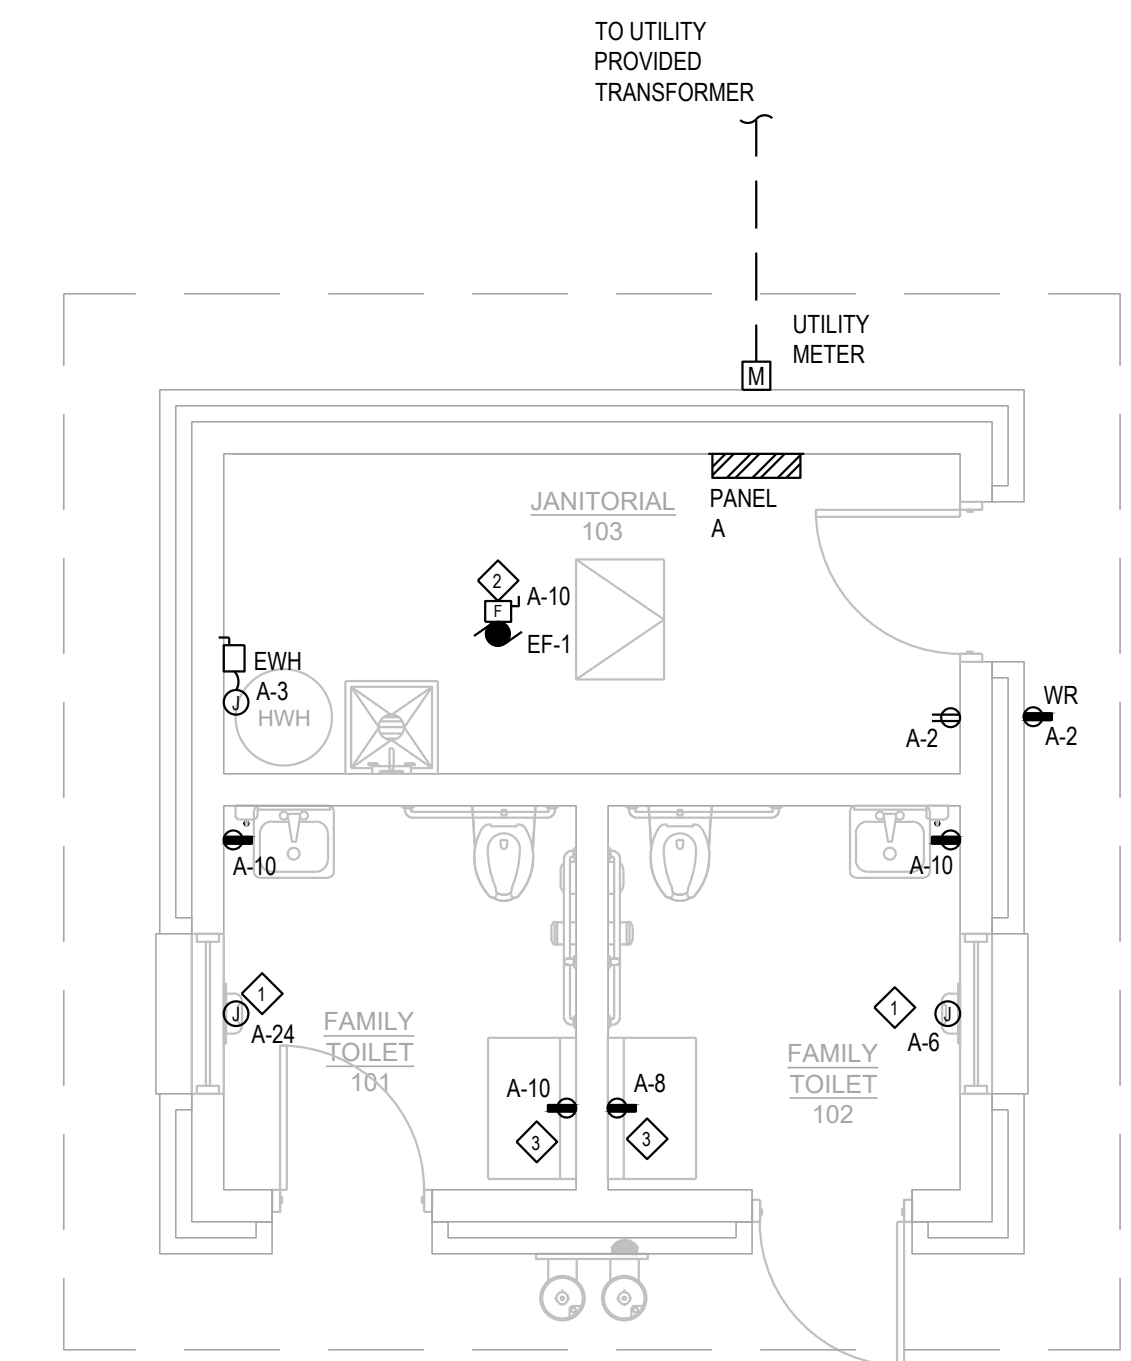 TO UTILITY
PROVIDED
TRANSFORMER
UTILITY
METER
M
JANITORIAL
103
PANEL
A
2
F
A-10
EF-1
EWH
A-3
J
HWH
A-2
WR
A-2
A-10
A-10
1
J
A-24
FAMILY
TOILET
101
1
J
A-6
FAMILY
TOILET
102
A-10
A-8
3
3